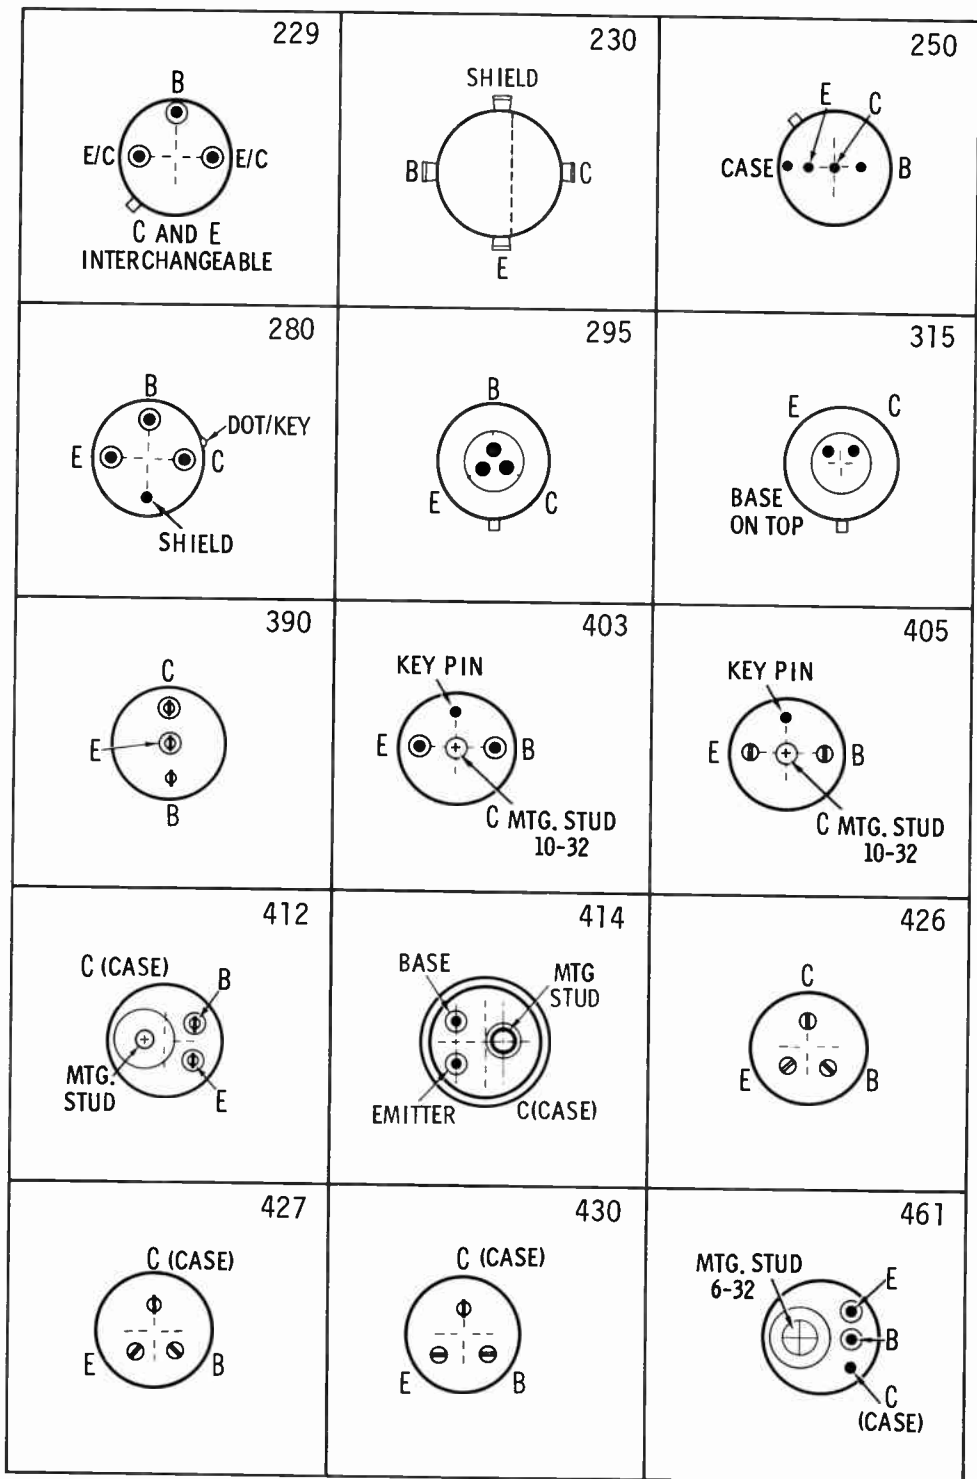 229
B
E/C
E/C
C AND E
INTERCHANGEABLE
230
SHIELD
B
C
E
250
E
C
CASE
B
280
B
DOT/KEY
E
C
SHIELD
295
B
E
C
315
E
C
BASE
ON TOP
390
C
E
B
403
KEY PIN
E
B
C MTG. STUD
10-32
405
KEY PIN
E
B
C MTG. STUD
10-32
412
C (CASE)
B
MTG.
STUD
E
414
BASE
MTG
STUD
EMITTER
C(CASE)
426
C
E
B
427
C (CASE)
E
B
430
C (CASE)
E
B
461
MTG. STUD
6-32
E
B
C
(CASE)